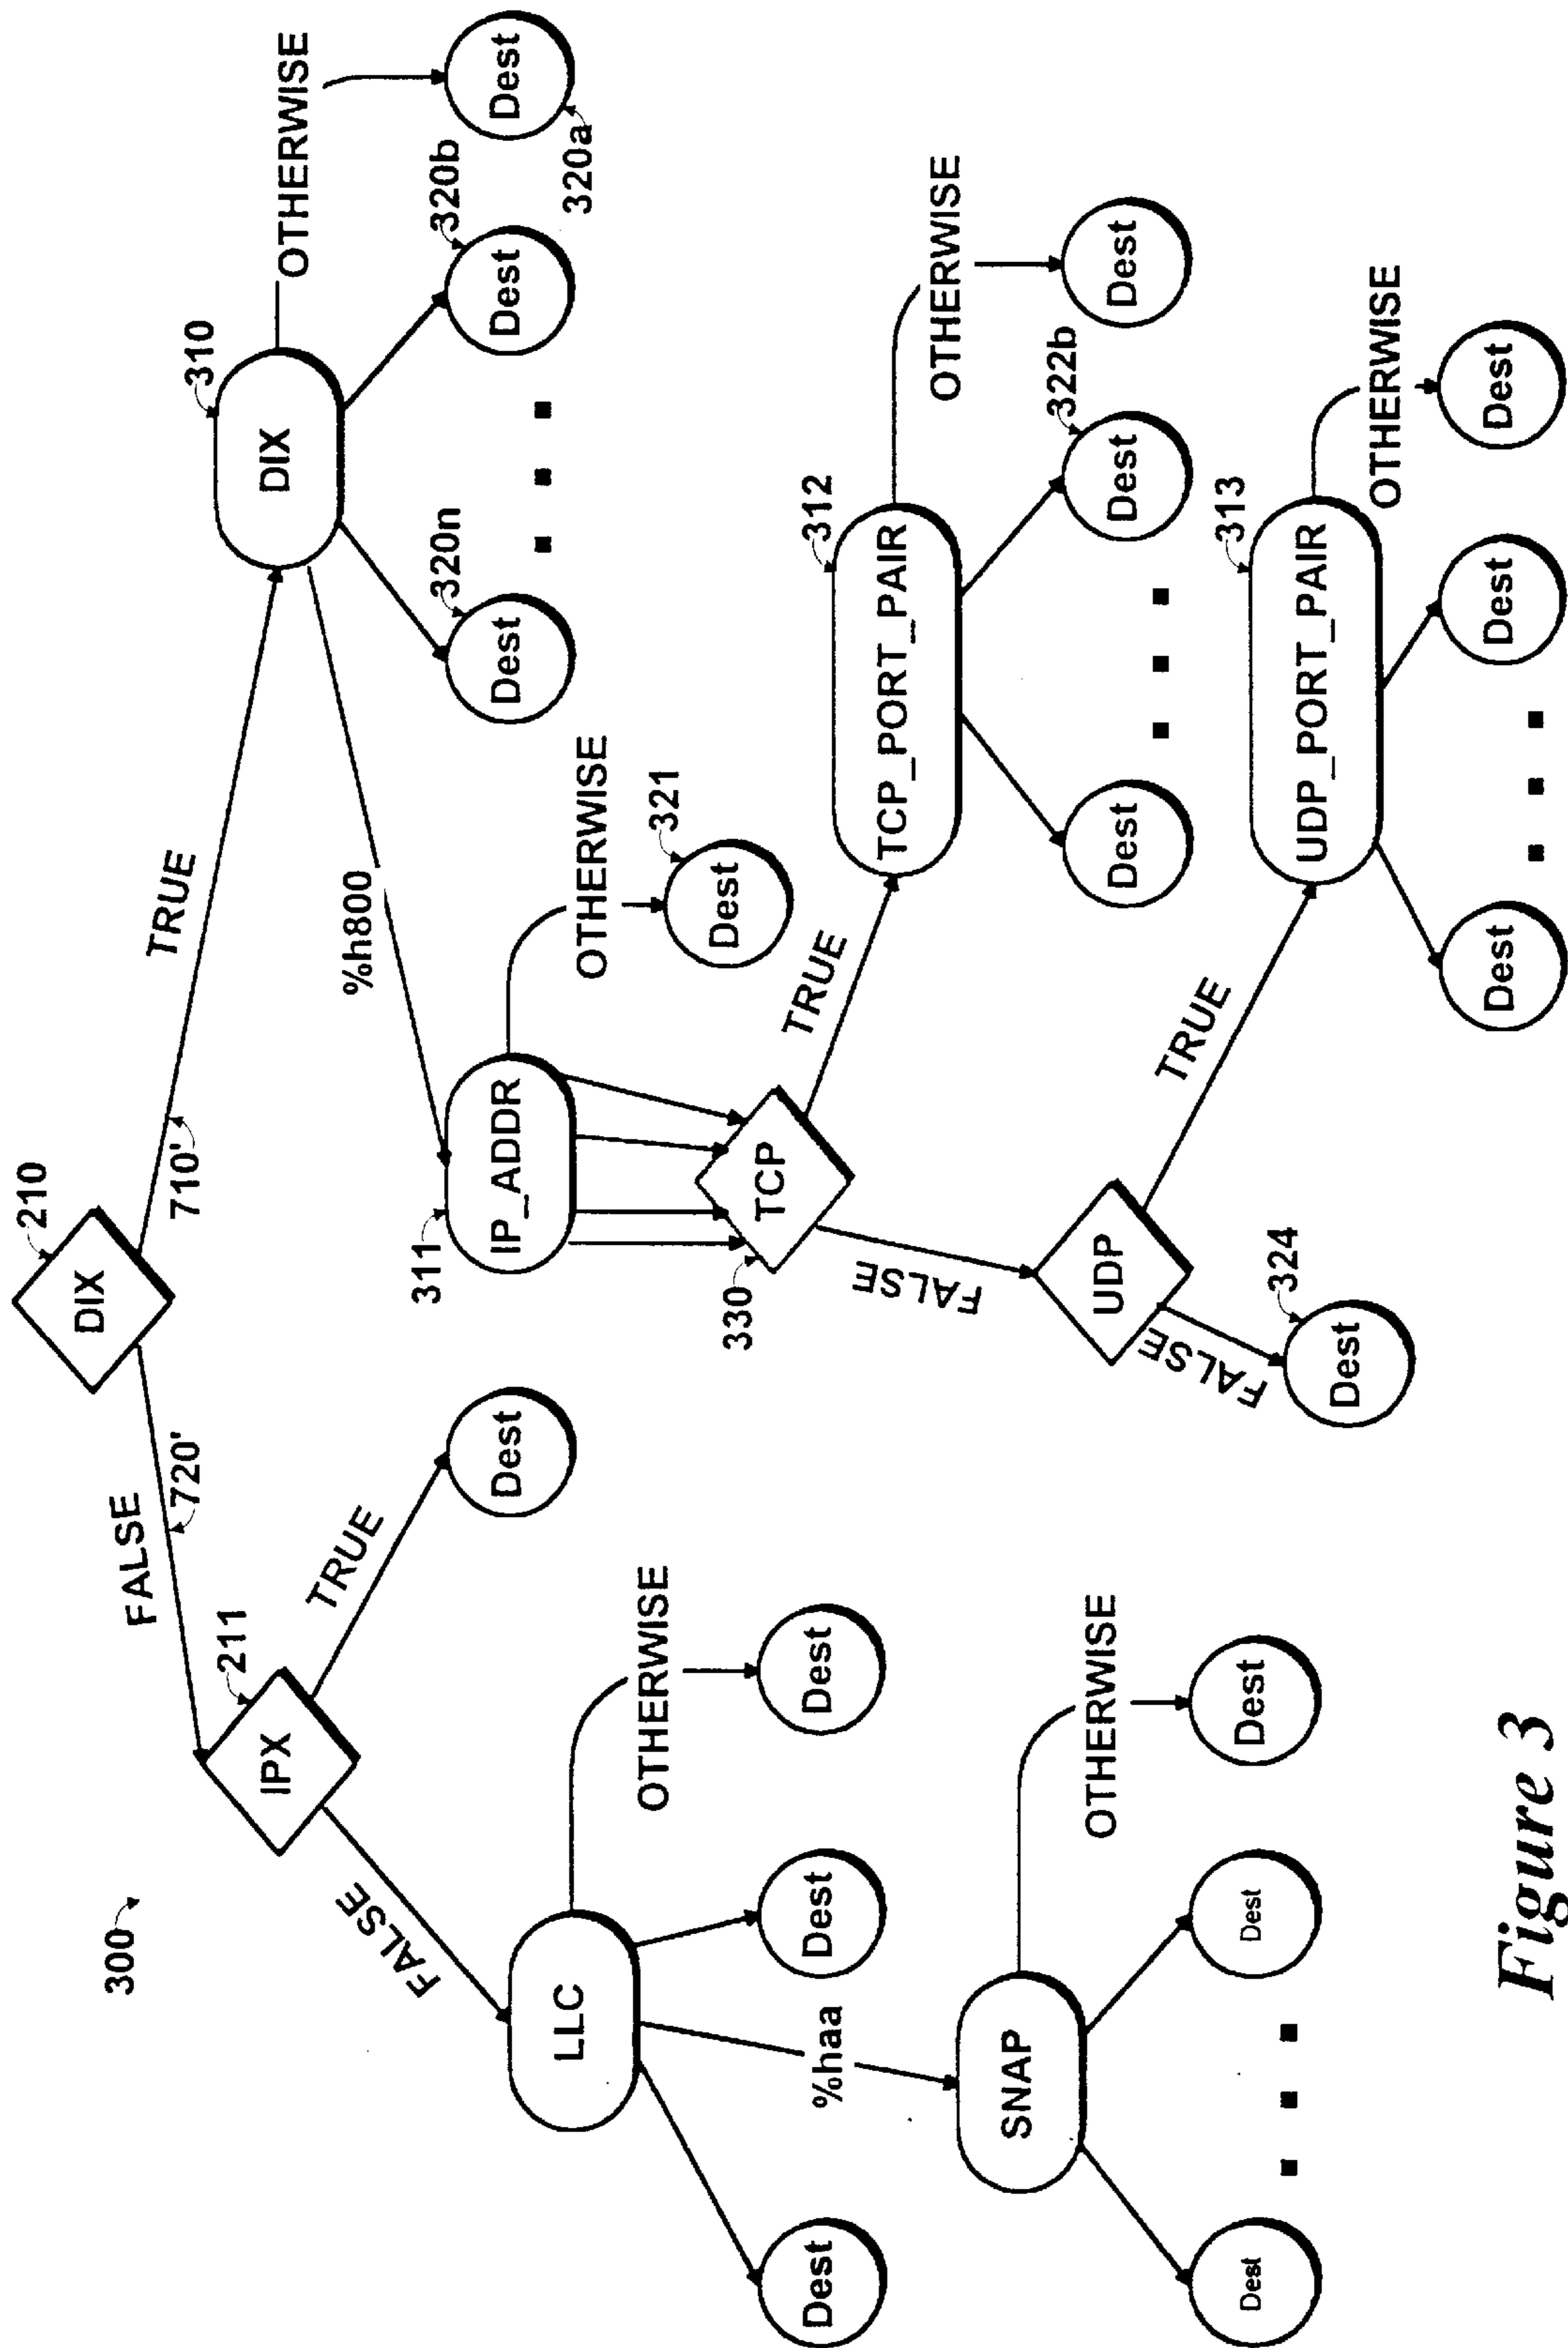 300
DIX
210
FALSE
720'
710'
TRUE
IPX
211
DIX
310
OTHERWISE
FALSE
TRUE
%h800
LLC
Dest
311
IP_ADDR
Dest
320n
Dest
320b
Dest
320a
OTHERWISE
OTHERWISE
Dest
321
Dest
Dest
Dest
330
TCP
TRUE
%haa
FALSE
TCP_PORT_PAIR
312
OTHERWISE
SNAP
OTHERWISE
UDP
Dest
Dest
322b
Dest
FALSE
TRUE
Dest
Dest
Dest
324
Dest
UDP_PORT_PAIR
313
OTHERWISE
Dest
Dest
Dest
Figure 3